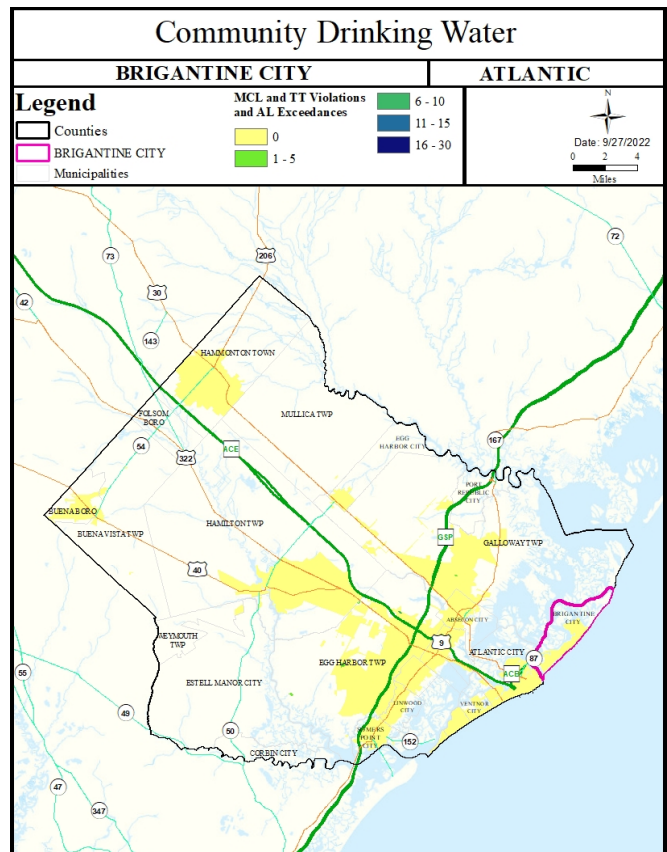 Community Drinking Water
BRIGANTINE CITY
ATLANTIC
Legend
Counties
BRIGANTINE CITY
Municipalities
MCL and TT Violations
and AL Exceedances
0
1 - 5
6 - 10
11 - 15
16 - 30
N
Date: 9/27/2022
0 2 4
Miles
72
206
73
30
42
143
HAMMONTON TOWN
FOLSOM
BORO
MULLICA TWP
EGG
HARBOR CITY
167
54
322
ACE
PORT
REPUBLIC
CITY
BUENA BORO
HAMILTON TWP
BUENA VISTA TWP
GSP
GALLOWAY TWP
40
BRIGANTINE
CITY
ABSECON CITY
WEYMOUTH
TWP
9
ATLANTIC CITY
87
EGG HARBOR TWP
ACE
55
ESTELL MANOR CITY
LINWOOD
CITY
VENTNOR
CITY
49
50
SOMERS
POINT
CITY
152
CORBIN CITY
47
347